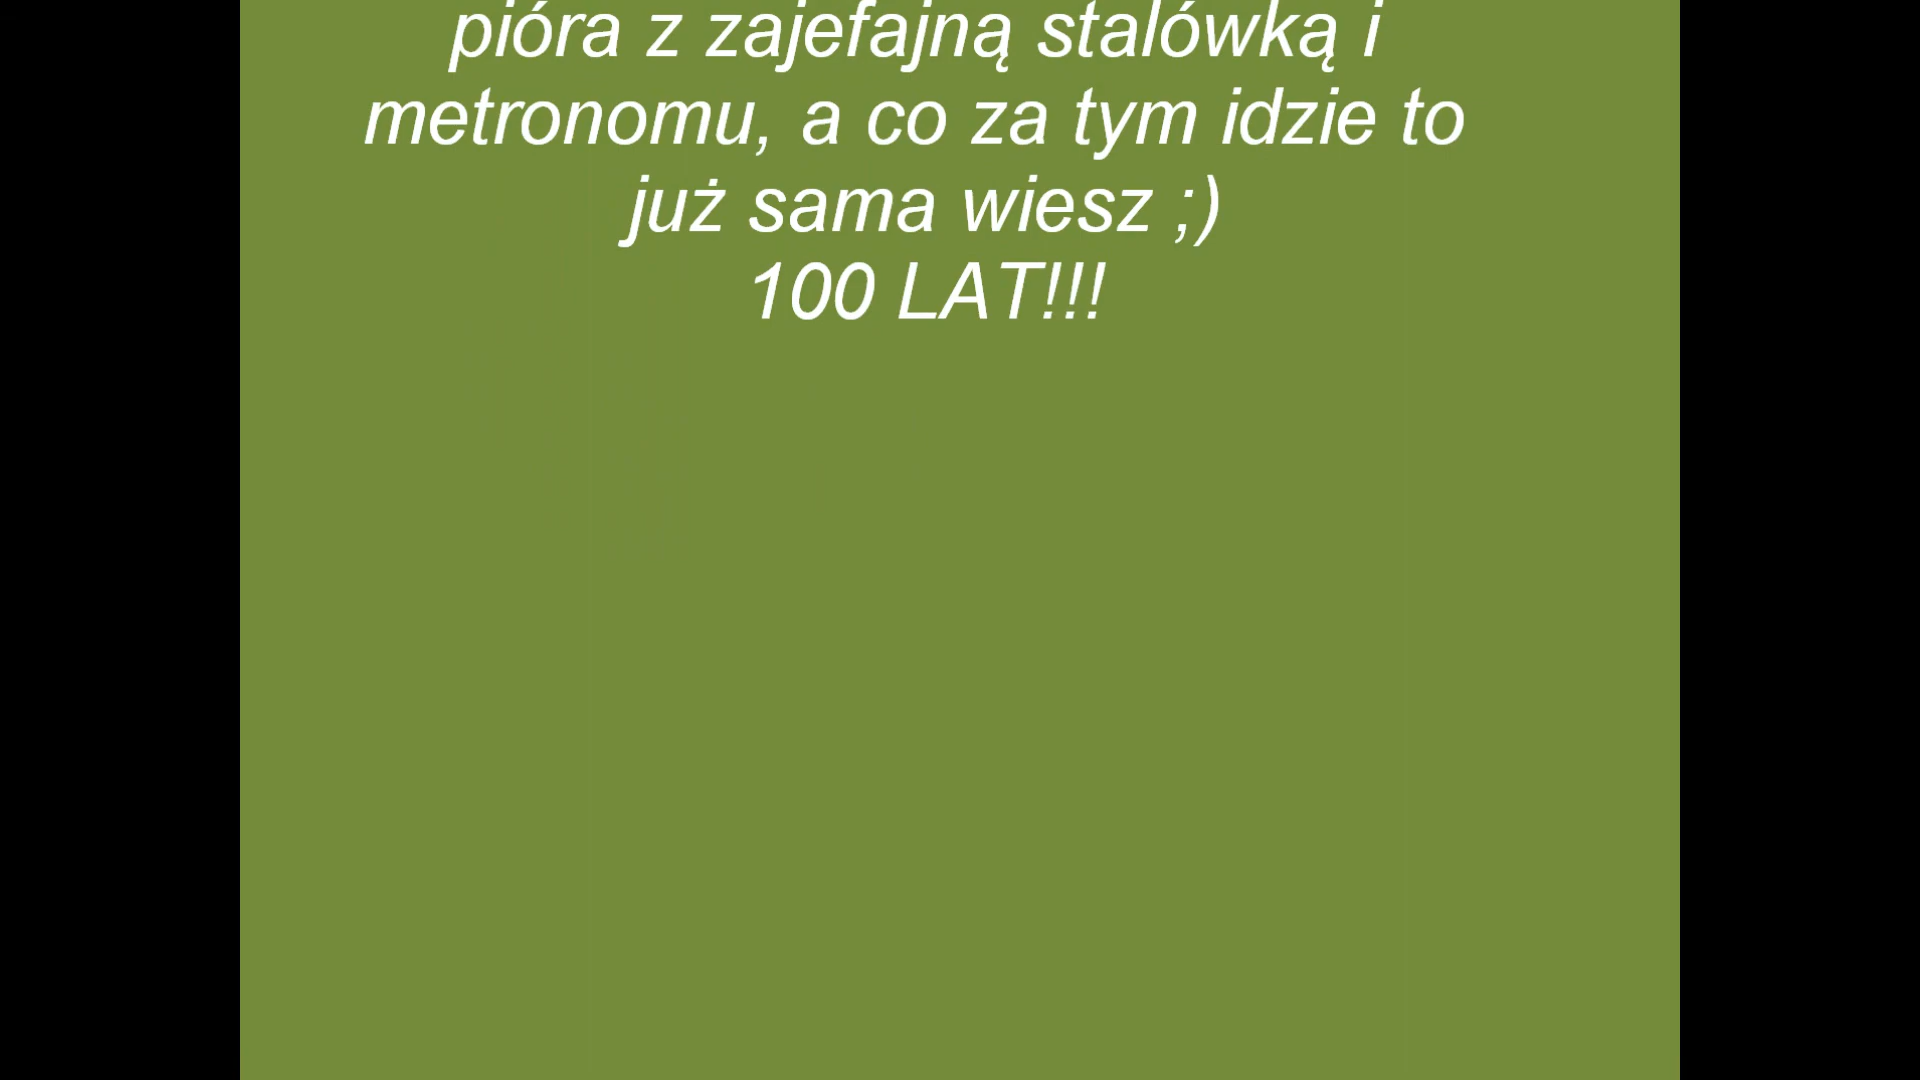 pióra z zajefajną stalówką i
metronomu, a co za tym idzie to
już sama wiesz ;)
100 LAT!!!